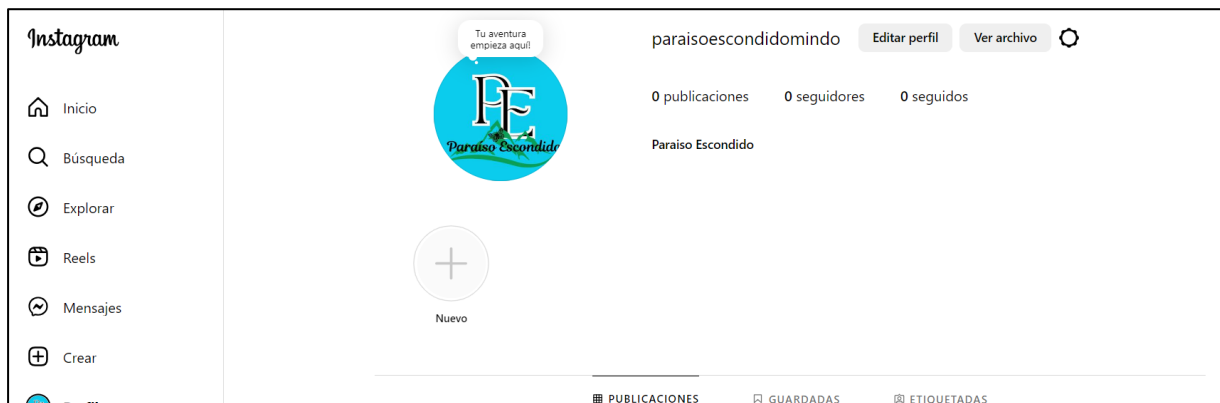 Instagram
Inicio
Búsqueda
Explorar
Reels
Mensajes
Crear
Tu aventura
empieza aquí!
PE
Paraíso Escondido
paraisoescondidomindo Editar perfil Ver archivo
0 publicaciones 0 seguidores 0 seguidos
Paraiso Escondido
Nuevo
PUBLICACIONES GUARDADAS ETIQUETADAS